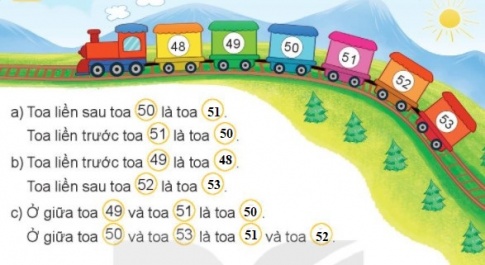 48 49 50 51 52 53
a) Toa liền sau toa 50 là toa 51.
Toa liền trước toa 51 là toa 50.
b) Toa liền trước toa 49 là toa 48.
Toa liền sau toa 52 là toa 53.
c) Ở giữa toa 49 và toa 51 là toa 50.
Ở giữa toa 50 và toa 53 là toa 51 và toa 52.